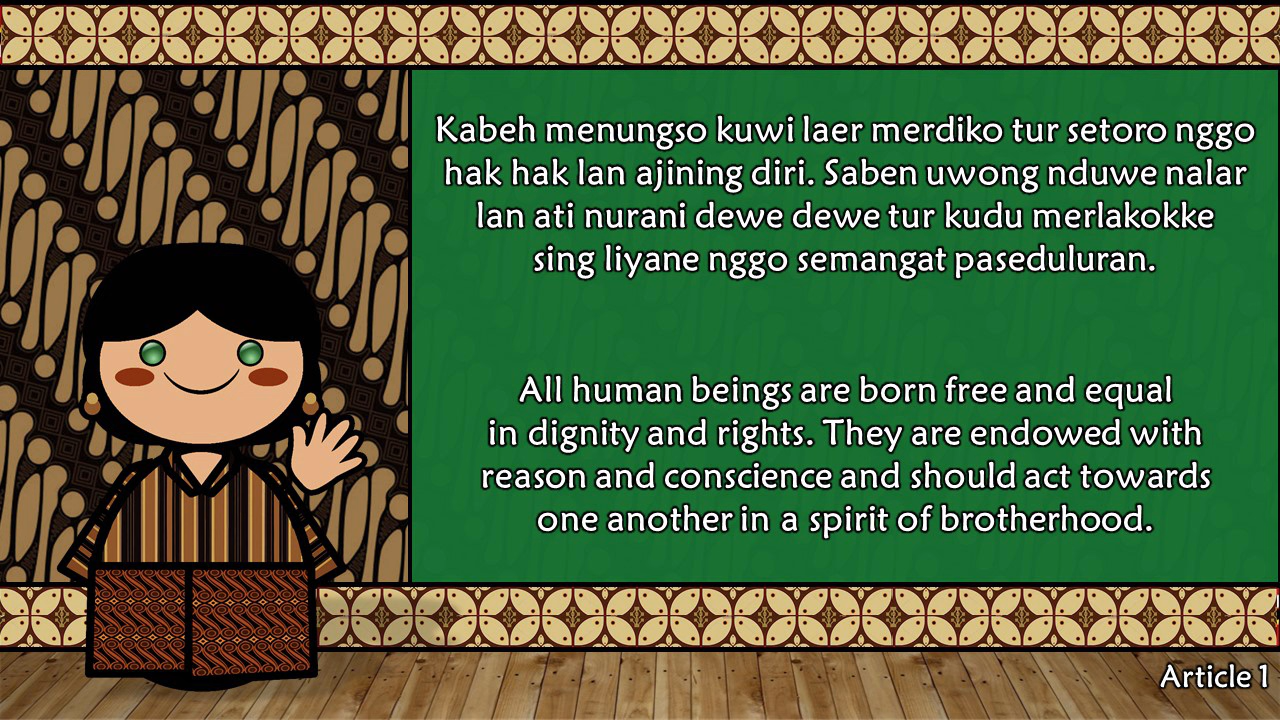 Kabeh menungso kuwi laer merdiko tur setoro nggo
hak hak lan ajining diri. Saben uwong nduwe nalar
lan ati nurani dewe dewe tur kudu merlakokke
sing liyane nggo semangat paseduluran.
All human beings are born free and equal
in dignity and rights. They are endowed with
reason and conscience and should act towards
one another in a spirit of brotherhood.
Article 1